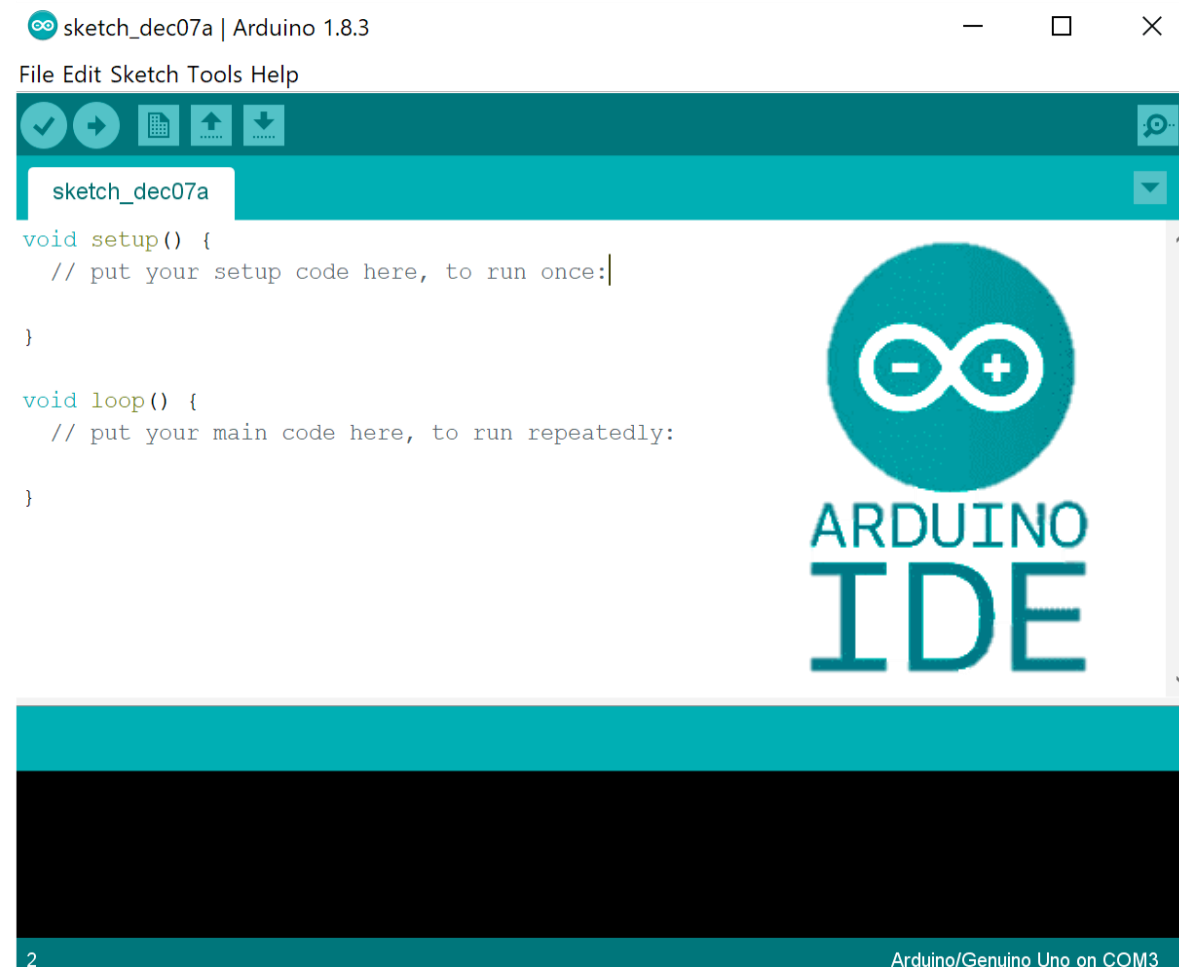 sketch_dec07a | Arduino 1.8.3
File Edit Sketch Tools Help
sketch_dec07a
void setup() {
  // put your setup code here, to run once:
}
void loop() {
  // put your main code here, to run repeatedly:
}
ARDUINO
IDE
2 Arduino/Genuino Uno on COM3